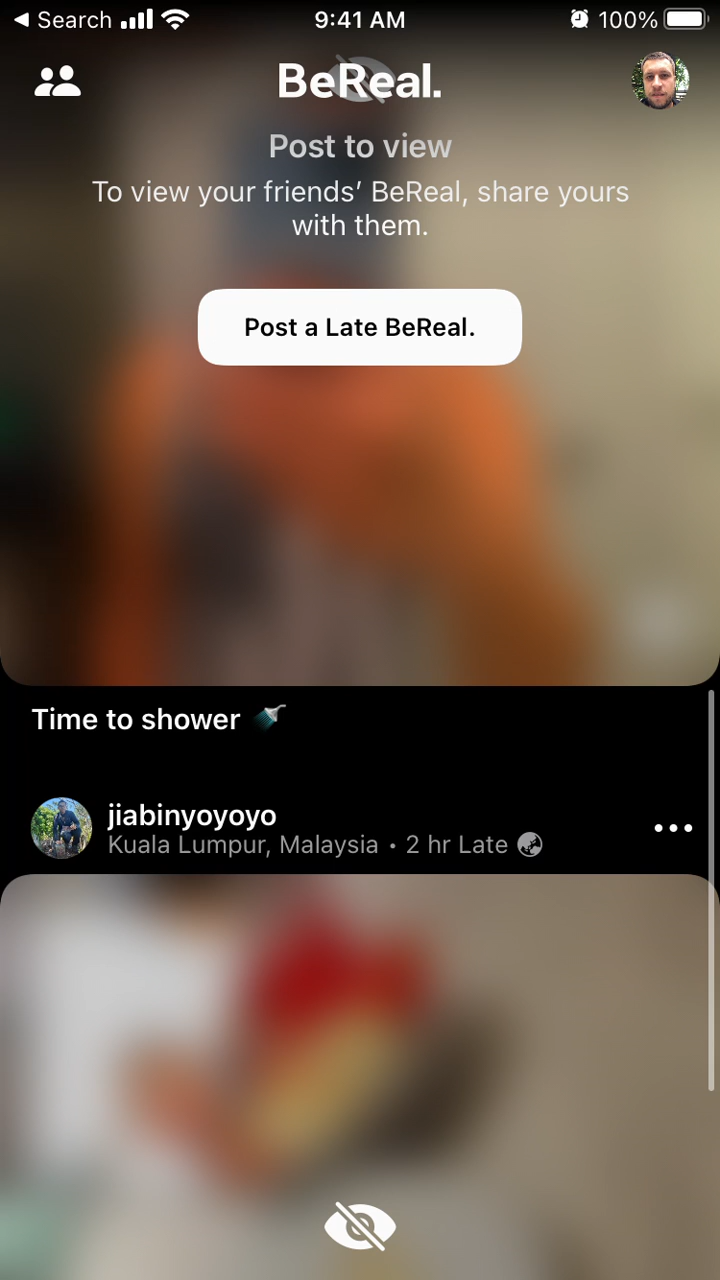 Search
9:41 AM
100%
BeReal.
Post to view
To view your friends’ BeReal, share yours
with them.
Post a Late BeReal.
Time to shower
jiabinyoyoyo
Kuala Lumpur, Malaysia • 2 hr Late